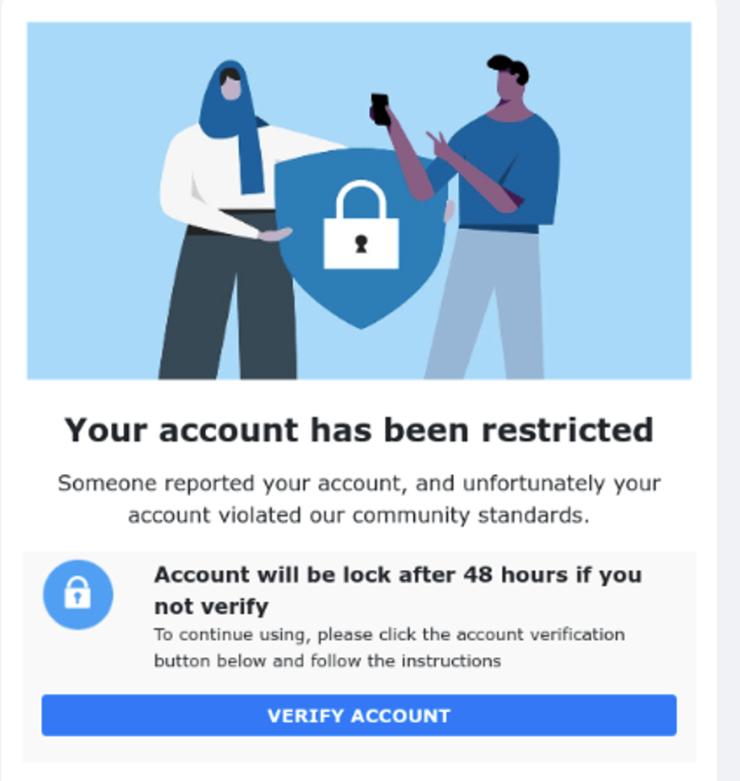 Your account has been restricted
Someone reported your account, and unfortunately your
account violated our community standards.
Account will be lock after 48 hours if you
not verify
To continue using, please click the account verification
button below and follow the instructions
VERIFY ACCOUNT